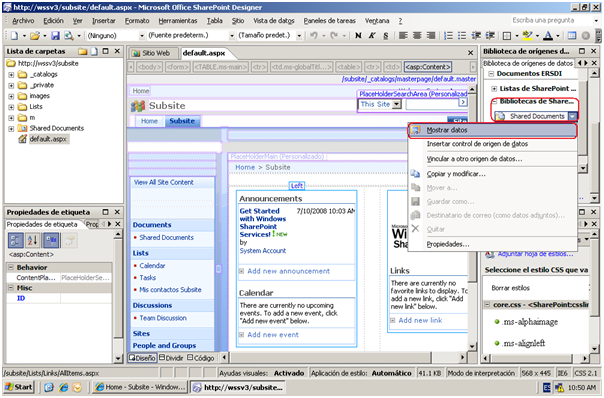 http://wssv3/subsite/default.aspx - Microsoft SharePoint Designer
Archivo Edición Ver Insertar Formato Herramientas Tabla Sitio Vista de datos Paneles de tareas Ventana ?
Escriba una pregunta
(Ninguno) (Fuente predeterm. (Tamaño predet.)
Lista de carpetas
http://wssv3/subsite
_catalogs
_private
images
Lists
m
Shared Documents
default.aspx
Sitio Web default.aspx
<body> <form> <TABLE.ms-main> <tr> <td.ms-globalTitl...> <table> <tr> <td> <asp:Content>
/subsite/_catalogs/masterpage/default.master
Home
PlaceHolderSearchArea (Personaliza
Subsite
This Site
Home Subsite
PlaceHolderMain (Personalizado)
Home > Subsite
View All Site Content
Left
Documents
Shared Documents
Lists
Calendar
Tasks
Mis contactos Subsite
Discussions
Team Discussion
Sites
People and Groups
Announcements
Get Started with Windows SharePoint Services! NEW
7/10/2008 10:03 AM
by
System Account
Add new announcement
Calendar
There are currently no upcoming
events. To add a new event, click
"Add new event" below.
Add new event
Links
There are currently no
favorite links to display. To
add a new link, click "Add
new link" below.
Add new link
Diseño Dividir Código
Biblioteca de orígenes d...
Biblioteca de orígenes de datos
Documentos ERSDI
Listas de SharePoint
Bibliotecas de Share...
Shared Documents
Mostrar datos
Insertar control de origen de datos
Vincular a otro origen de datos...
Copiar y modificar...
Mover a...
Guardar como...
Destinatario de correo (como datos adjuntos)...
Quitar
Propiedades...
Adjuntar hoja de estilos...
Seleccione el estilo CSS que va
Borrar estilos
core.css - <SharePoint:csslin
.ms-alphaimage
.ms-alignleft
Propiedades de etiqueta
Propiedades de etiqueta
<asp:Content>
Behavior
ContentPla... PlaceHolderSe...
Misc
ID
/subsite/Lists/Links/AllItems.aspx
Ayudas visuales: Activado Aplicación de estilo: Automático 41.1 KB Modo de interpretación 568 x 445 IE6 CSS 2.1
Start
Home - Subsite - Window...
http://wssv3/subsite...
ES
10:50 AM